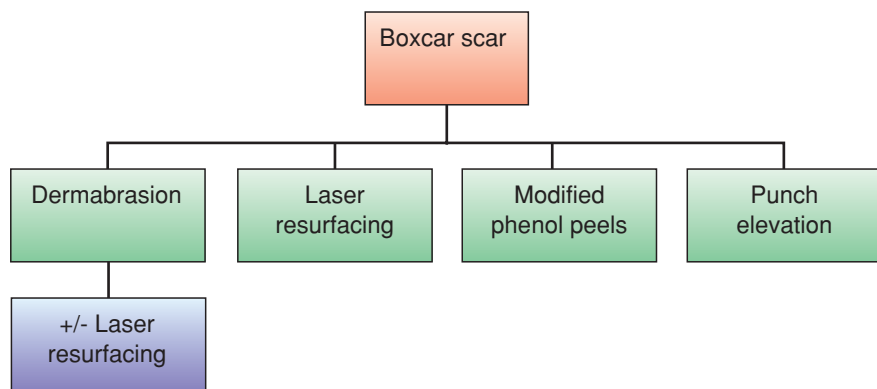 Boxcar scar
Dermabrasion
Laser
resurfacing
Modified
phenol peels
Punch
elevation
+/- Laser
resurfacing